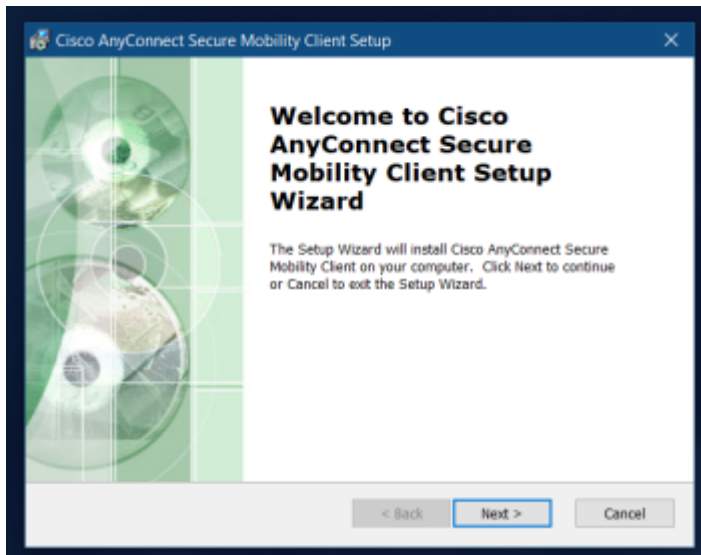 Cisco AnyConnect Secure Mobility Client Setup
Welcome to Cisco
AnyConnect Secure
Mobility Client Setup
Wizard
The Setup Wizard will install Cisco AnyConnect Secure
Mobility Client on your computer. Click Next to continue
or Cancel to exit the Setup Wizard.
< Back Next > Cancel